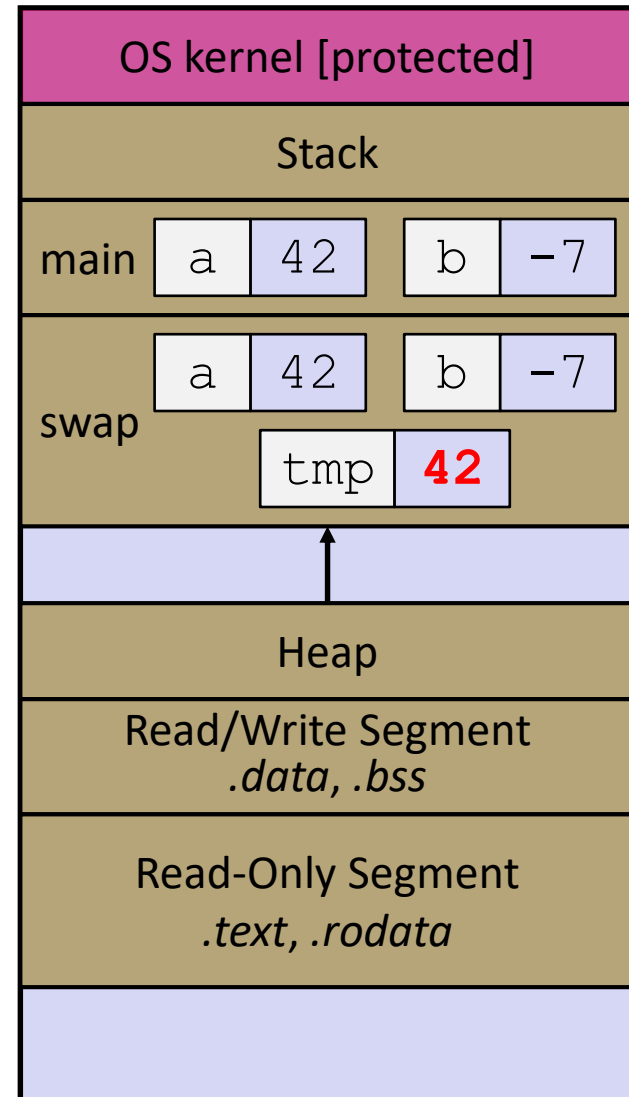 OS kernel [protected]
Stack
main a 42 b -7
a 42 b -7
swap
tmp 42
Heap
Read/Write Segment
.data, .bss
Read-Only Segment
.text, .rodata